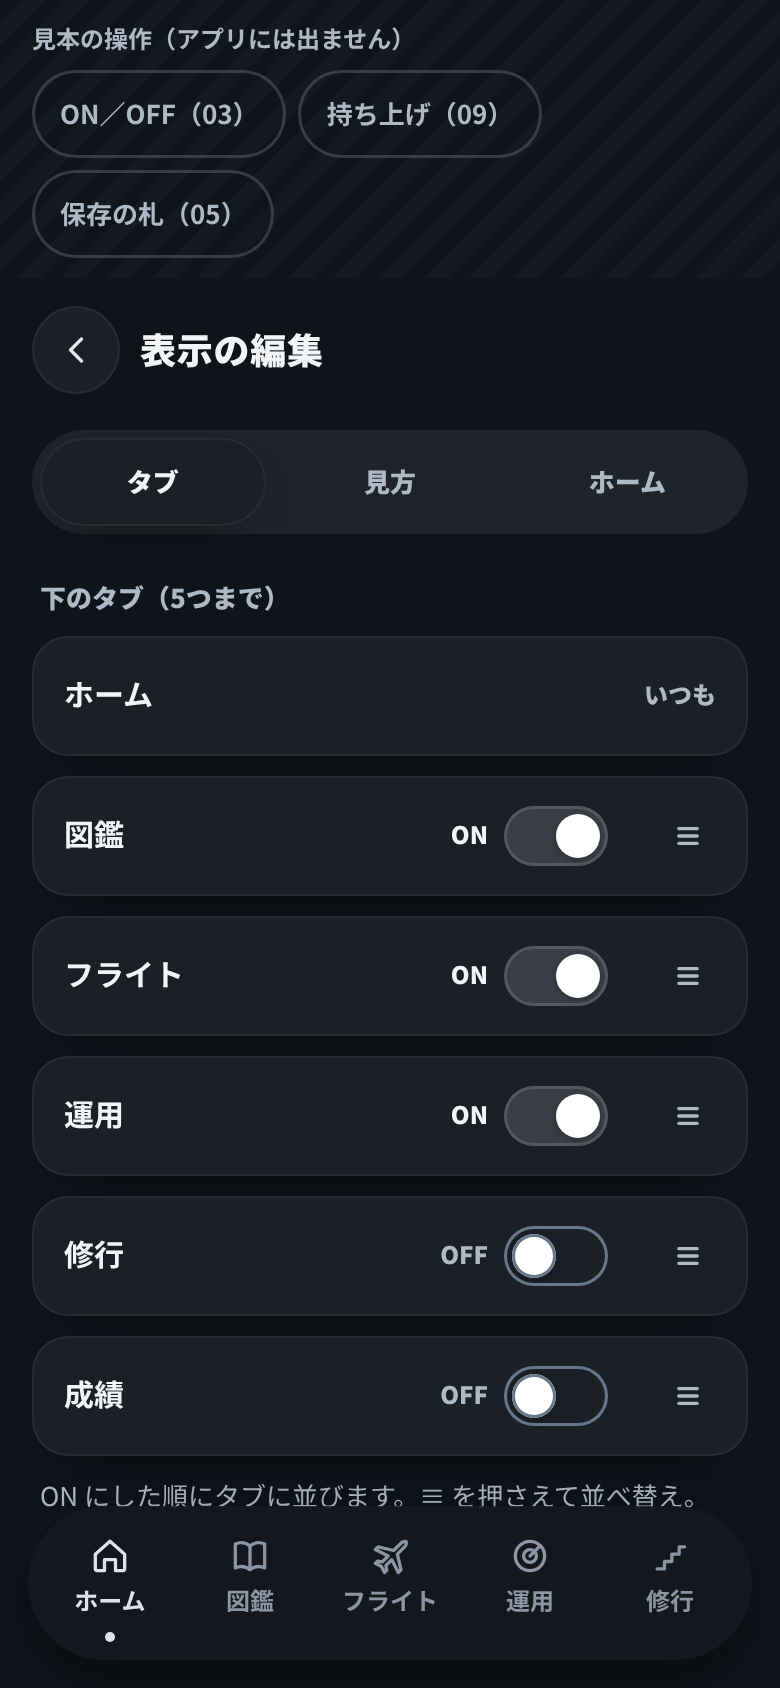 見本の操作（アプリには出ません）
ON／OFF（03）
持ち上げ（09）
保存の札（05）
表示の編集
タブ
見方
ホーム
下のタブ（5つまで）
ホーム
いつも
図鑑
ON
フライト
ON
運用
ON
修行
OFF
成績
OFF
ON にした順にタブに並びます。≡ を押さえて並べ替え。
ホーム
図鑑
フライト
運用
修行